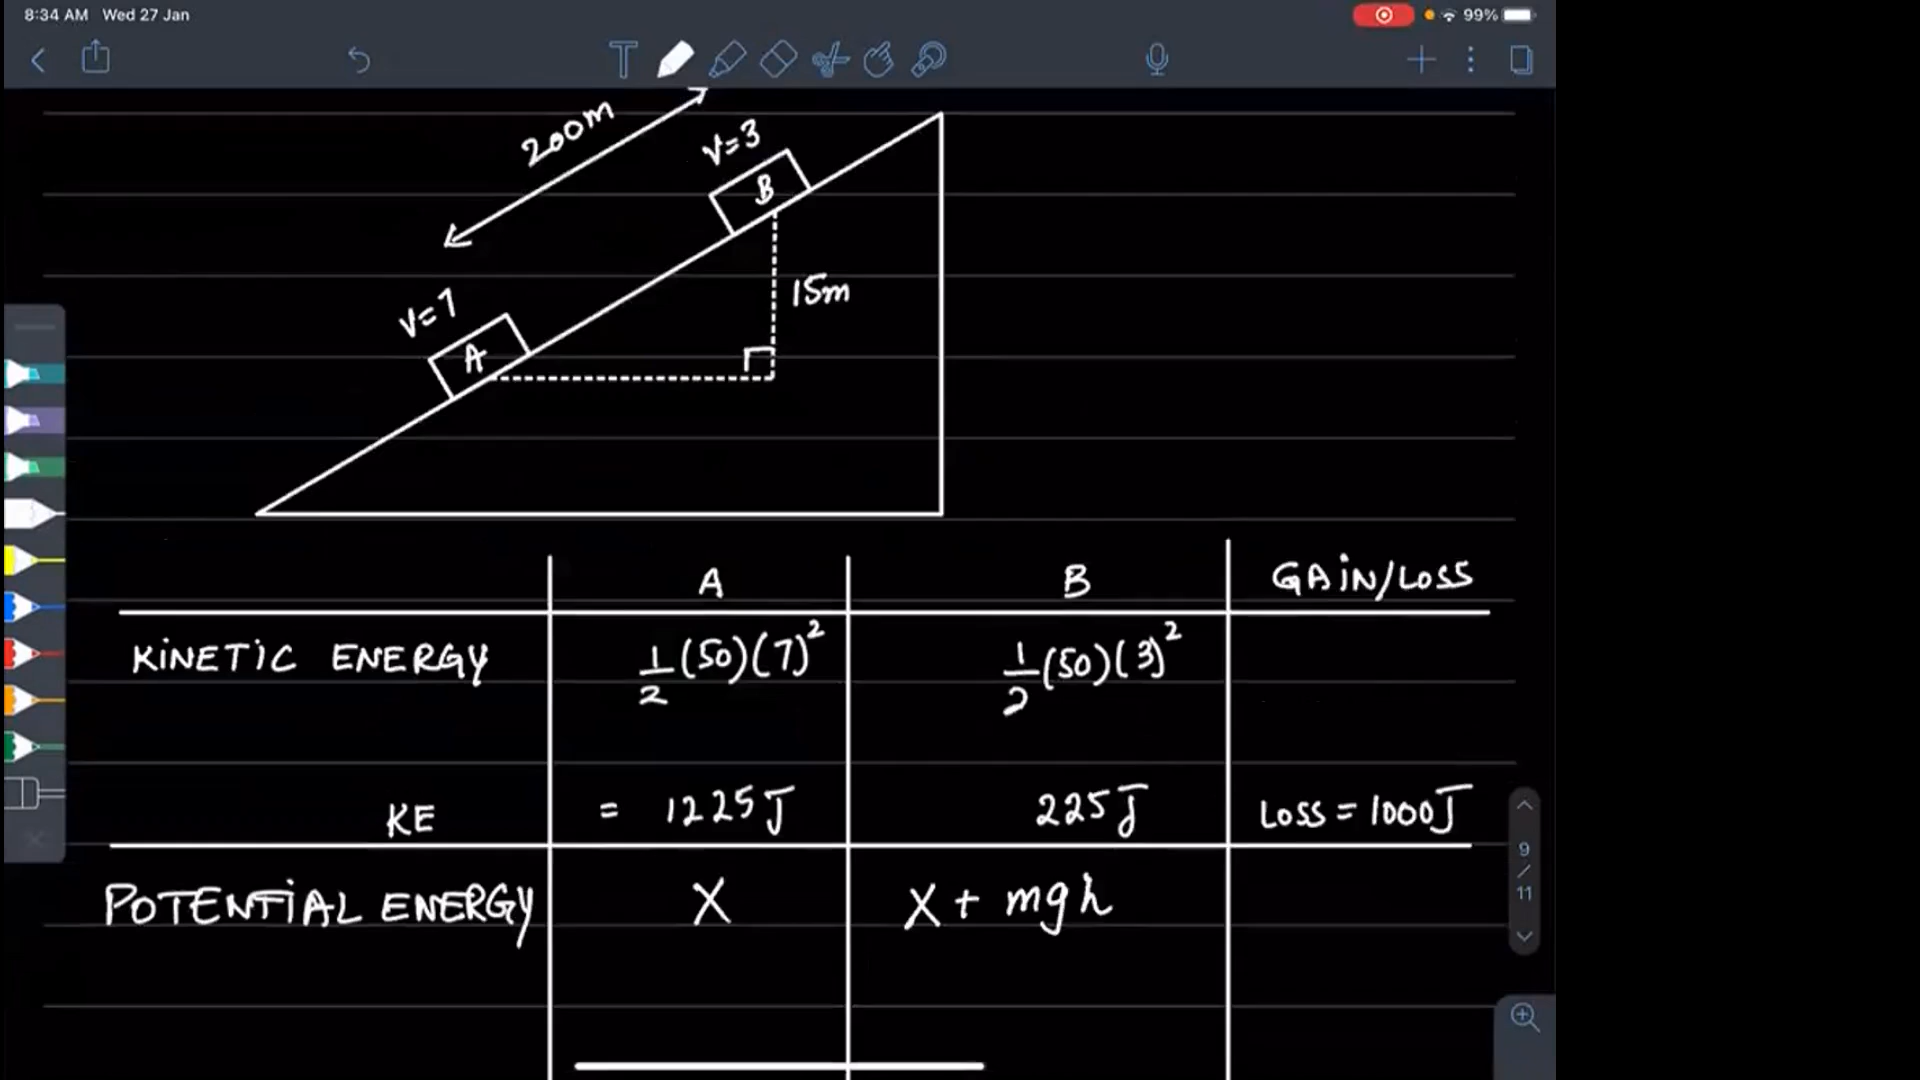 8:34 AM Wed 27 Jan
99%
200m
V=3
B
15m
V=7
A
A B GAIN/LOSS
KINETIC ENERGY 1/2 (50)(7)² 1/2 (50)(3)²
KE = 1225J 225J LOSS = 1000J
POTENTIAL ENERGY X X + mgh
9
/
11